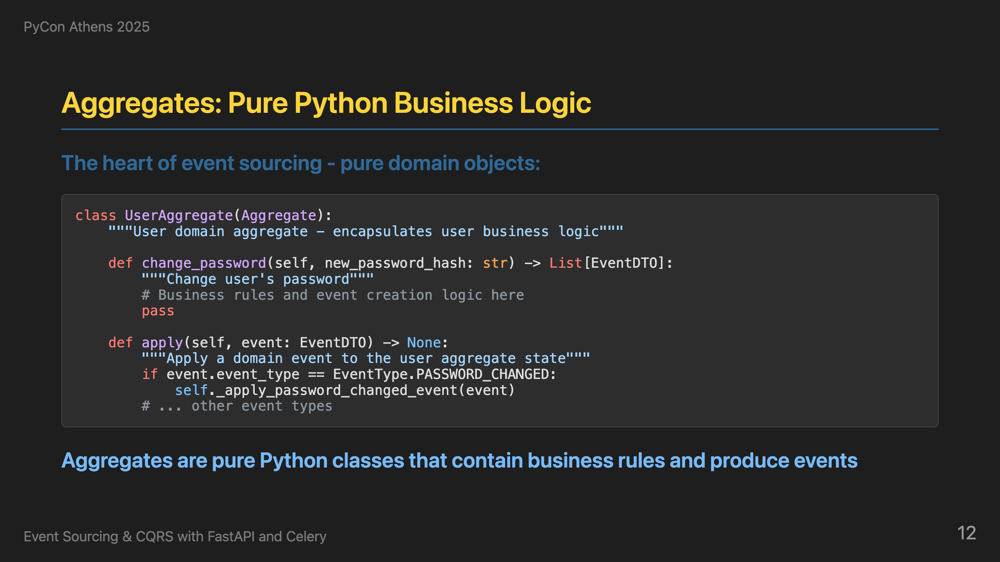 PyCon Athens 2025
Aggregates: Pure Python Business Logic
The heart of event sourcing - pure domain objects:
class UserAggregate(Aggregate):
    """User domain aggregate - encapsulates user business logic"""

    def change_password(self, new_password_hash: str) -> List[EventDTO]:
        """Change user's password"""
        # Business rules and event creation logic here
        pass

    def apply(self, event: EventDTO) -> None:
        """Apply a domain event to the user aggregate state"""
        if event.event_type == EventType.PASSWORD_CHANGED:
            self._apply_password_changed_event(event)
        # ... other event types
Aggregates are pure Python classes that contain business rules and produce events
Event Sourcing & CQRS with FastAPI and Celery
12